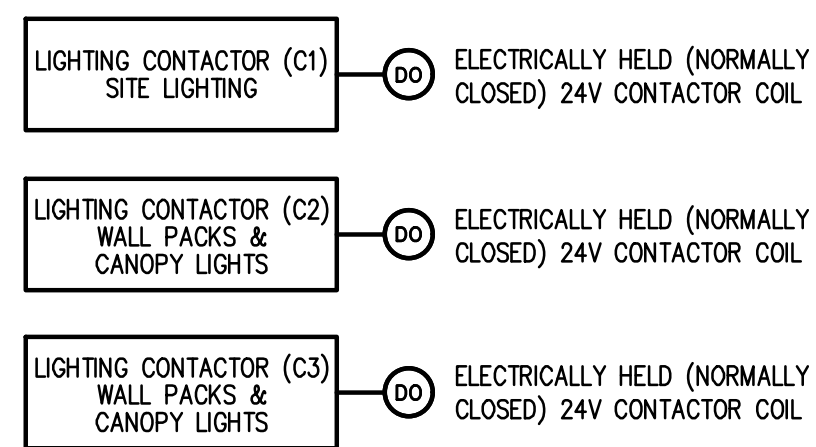 LIGHTING CONTACTOR (C1)
SITE LIGHTING
DO
ELECTRICALLY HELD (NORMALLY
CLOSED) 24V CONTACTOR COIL
LIGHTING CONTACTOR (C2)
WALL PACKS &
CANOPY LIGHTS
DO
ELECTRICALLY HELD (NORMALLY
CLOSED) 24V CONTACTOR COIL
LIGHTING CONTACTOR (C3)
WALL PACKS &
CANOPY LIGHTS
DO
ELECTRICALLY HELD (NORMALLY
CLOSED) 24V CONTACTOR COIL